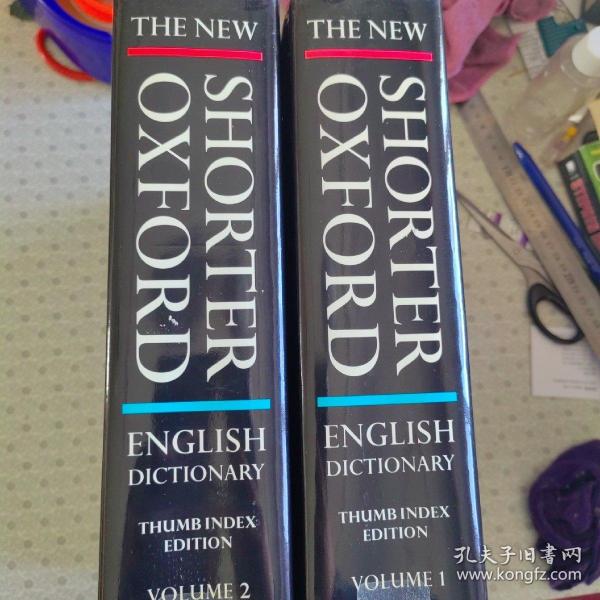 THE NEW
SHORTER
OXFORD
ENGLISH
DICTIONARY
THUMB INDEX
EDITION
VOLUME 2
THE NEW
SHORTER
OXFORD
ENGLISH
DICTIONARY
THUMB INDEX
EDITION
VOLUME 1
孔夫子旧书网
www.kongfz.com